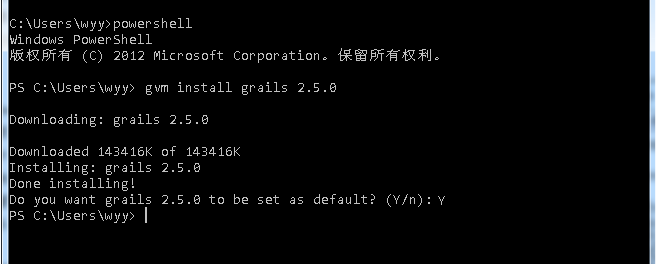 C:\Users\wyy>powershell
Windows PowerShell
版权所有 (C) 2012 Microsoft Corporation。保留所有权利。
PS C:\Users\wyy> gvm install grails 2.5.0
Downloading: grails 2.5.0
Downloaded 143416K of 143416K
Installing: grails 2.5.0
Done installing!
Do you want grails 2.5.0 to be set as default? (Y/n): Y
PS C:\Users\wyy>